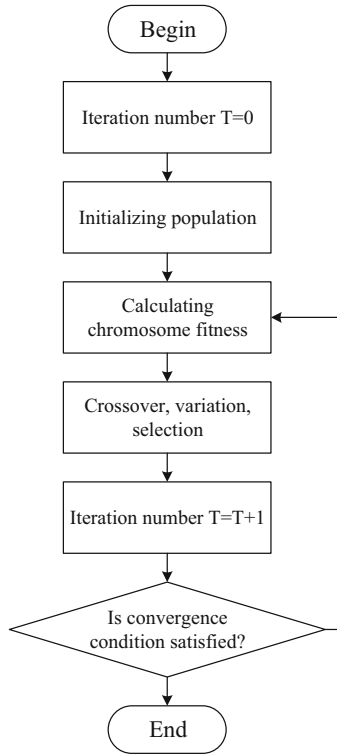 Begin
Iteration number T=0
Initializing population
Calculating
chromosome fitness
Crossover, variation,
selection
Iteration number T=T+1
Is convergence
condition satisfied?
End